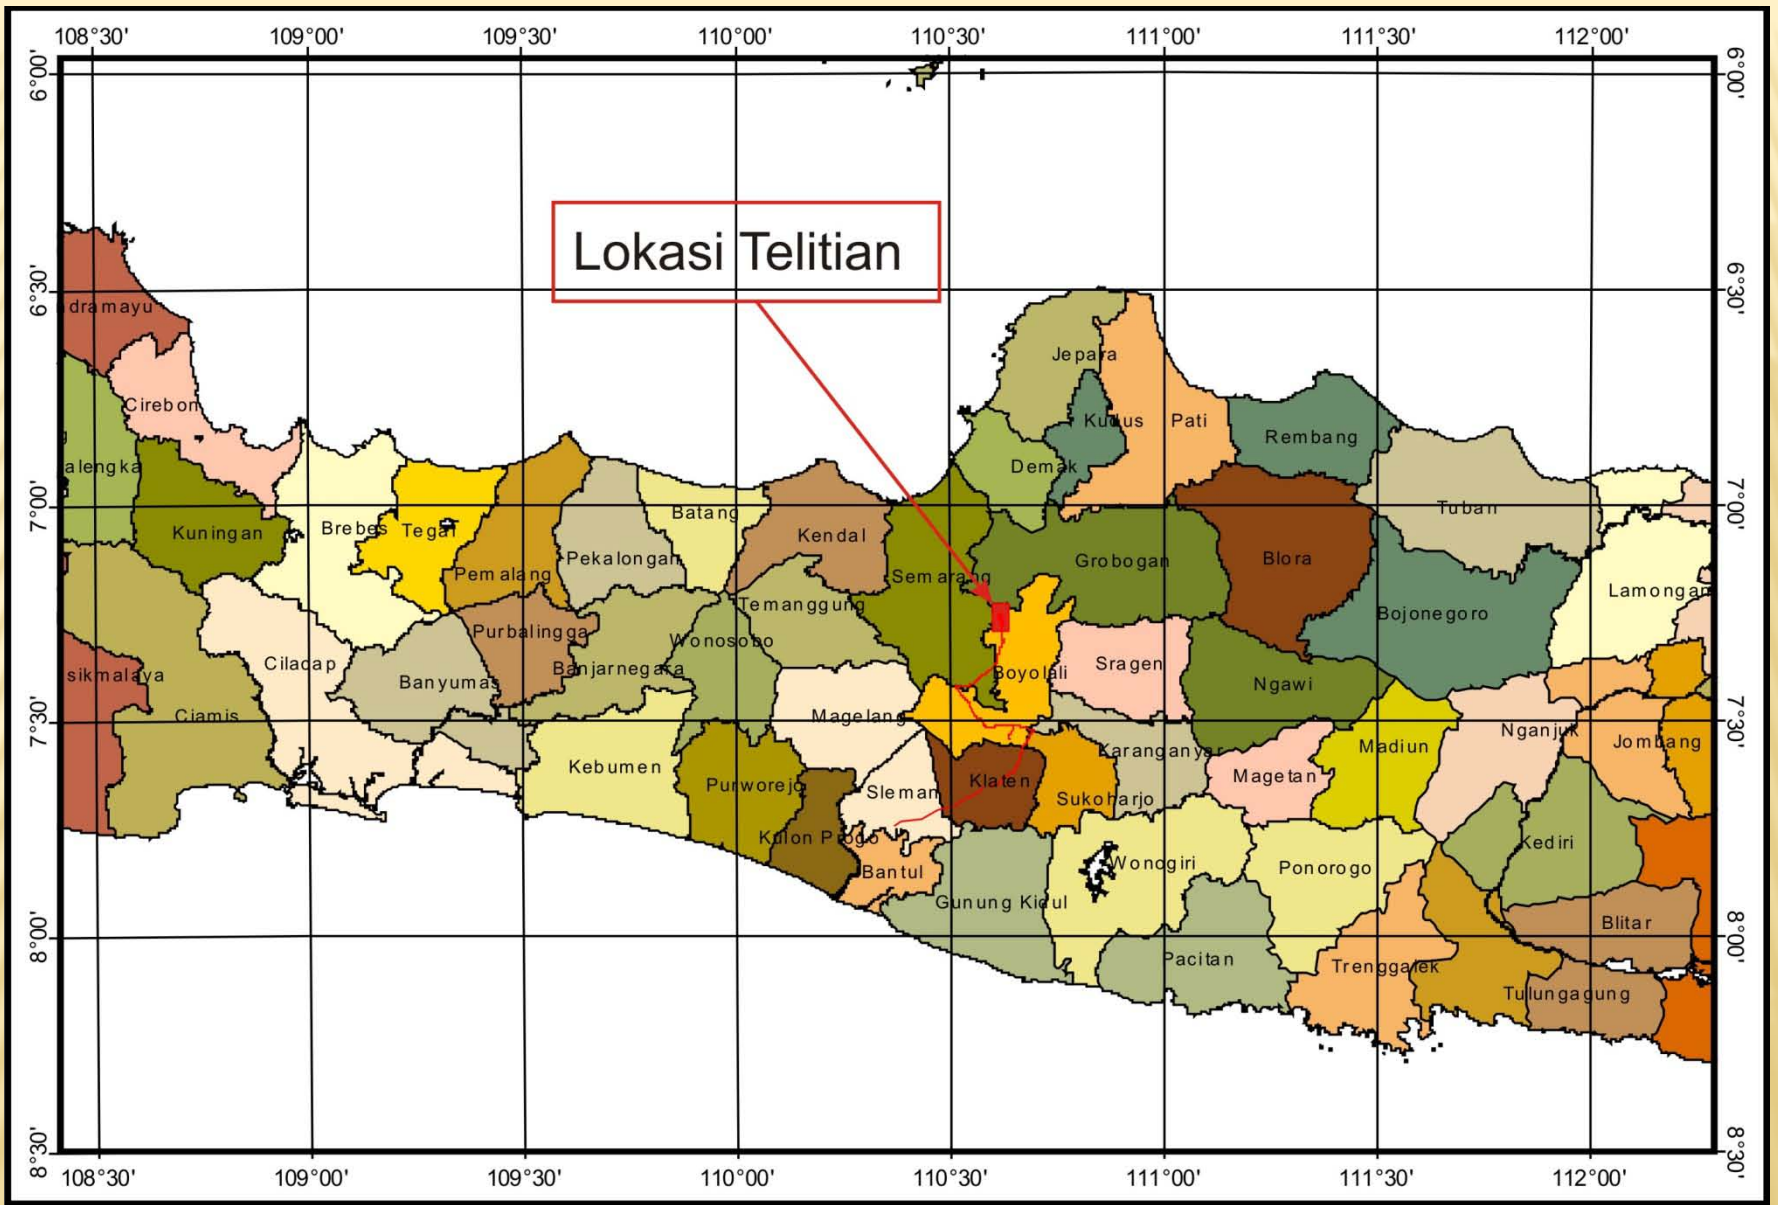 108°30' 109°00' 109°30' 110°00' 110°30' 111°00' 111°30' 112°00'
6°00' 6°00'
Lokasi Telitian
6°30' 6°30'
dramayu
Jepara
Cirebon
Kudus Pati
Rembang
alengka
Demak
7°00' 7°00'
Tuban
Batang
Kuningan
Brebes Tegal
Kendal
Pekalongan
Grobogan
Blora
Pemalang
Semarang
Lamongan
Temanggung
Bojonegoro
Purbalingga
Wonosobo
Cilacap
Banjarnegara
Sragen
sikmalaya
Boyolali
Banyumas
Ngawi
Ciamis
Magelang
7°30' 7°30'
Nganjuk
Jombang
Karanganyar
Madiun
Kebumen
Magetan
Purworejo
Klaten
Sleman
Sukoharjo
Kulon Progo
Kediri
Wonogiri
Ponorogo
Bantul
Gunung Kidul
Blitar
8°00' 8°00'
Pacitan
Trenggalek
Tulungagung
8°30' 8°30'
108°30' 109°00' 109°30' 110°00' 110°30' 111°00' 111°30' 112°00'